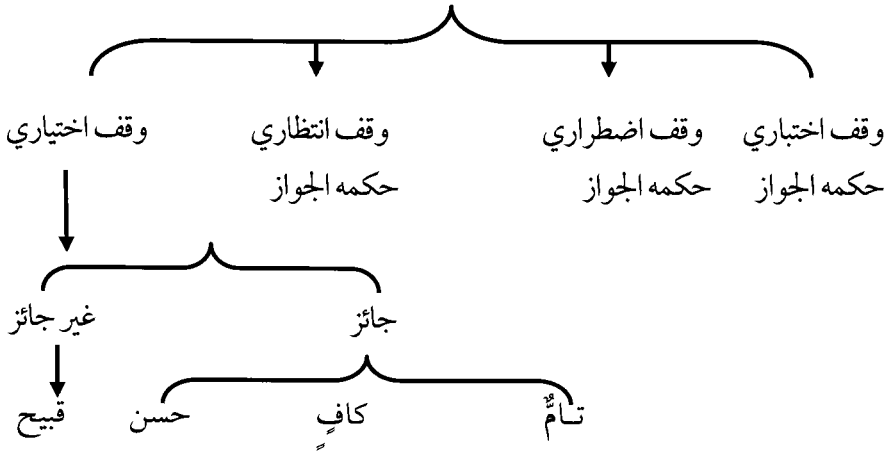 وقف اختباري وقف اضطراري وقف انتظاري وقف اختياري
حكمه الجواز حكمه الجواز حكمه الجواز
جائز غير جائز
تامٌّ كافٍ حسن قبيح